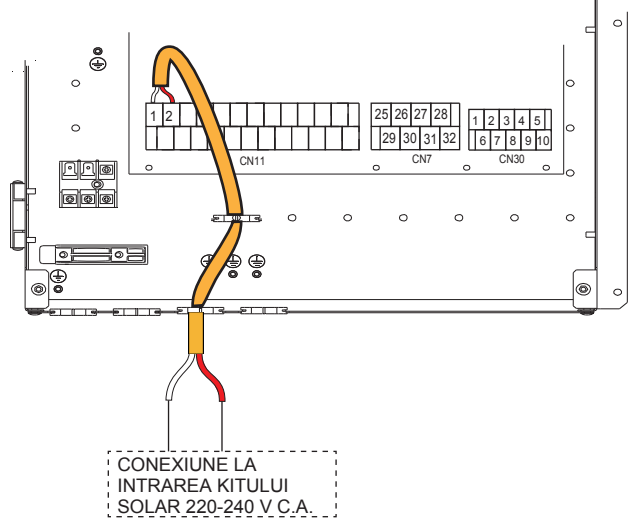 1 2
25 26 27 28
29 30 31 32
1 2 3 4 5
6 7 8 9 10
CN11
CN7
CN30
CONEXIUNE LA
INTRAREA KITULUI
SOLAR 220-240 V C.A.